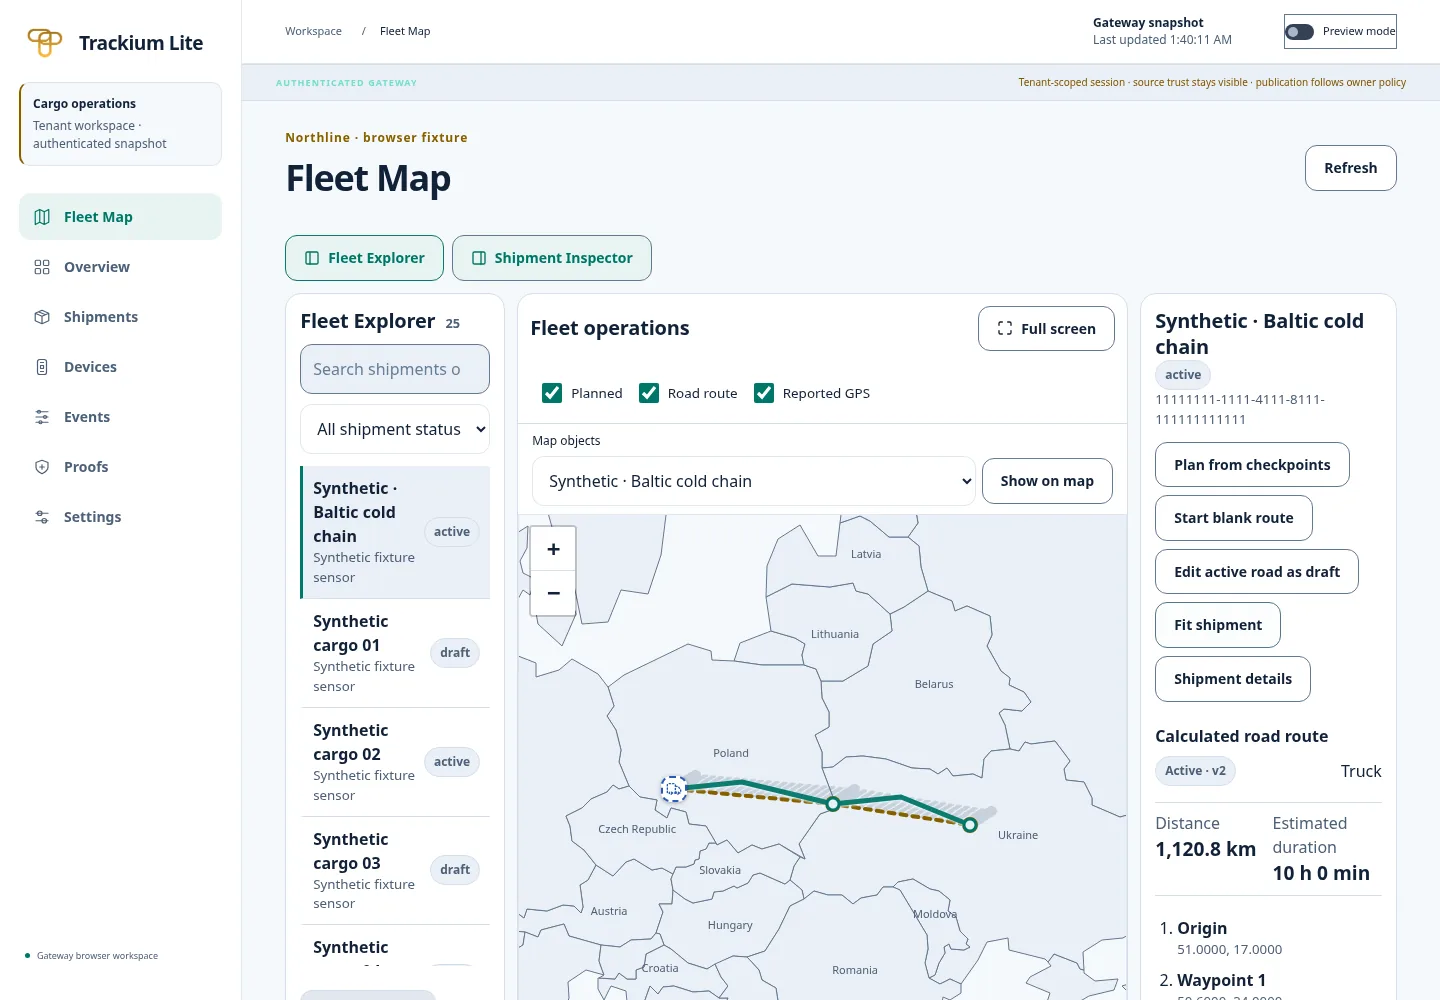 Trackium Lite
Cargo operations
Tenant workspace ·
authenticated snapshot
Fleet Map
Overview
Shipments
Devices
Events
Proofs
Settings
Gateway browser workspace
Workspace / Fleet Map
Gateway snapshot
Last updated 1:40:11 AM
Preview mode
AUTHENTICATED GATEWAY
Tenant-scoped session · source trust stays visible · publication follows owner policy
Northline · browser fixture
Fleet Map
Refresh
Fleet Explorer
Shipment Inspector
Fleet Explorer 25
Search shipments o
All shipment status
Synthetic ·
Baltic cold
chain
active
Synthetic fixture
sensor
Synthetic
cargo 01
draft
Synthetic fixture
sensor
Synthetic
cargo 02
active
Synthetic fixture
sensor
Synthetic
cargo 03
draft
Synthetic fixture
sensor
Synthetic
Fleet operations
Full screen
Planned
Road route
Reported GPS
Map objects
Synthetic · Baltic cold chain
Show on map
+
−
Latvia
Lithuania
Belarus
Poland
Czech Republic
Ukraine
Slovakia
Austria
Hungary
Moldova
Croatia
Romania
Synthetic · Baltic cold
chain
active
11111111-1111-4111-8111-
111111111111
Plan from checkpoints
Start blank route
Edit active road as draft
Fit shipment
Shipment details
Calculated road route
Active · v2
Truck
Distance
1,120.8 km
Estimated
duration
10 h 0 min
1. Origin
51.0000, 17.0000
2. Waypoint 1